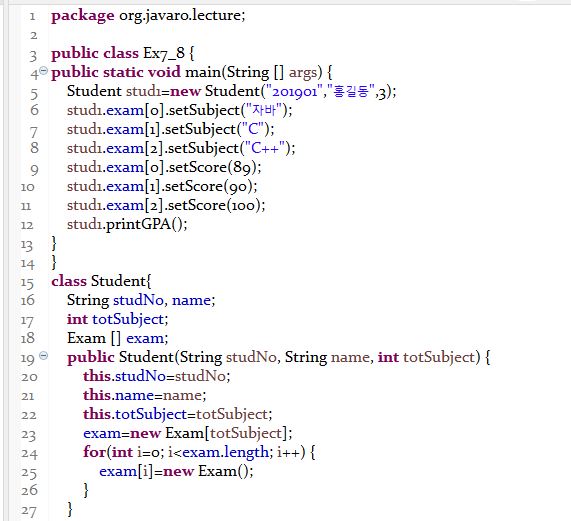 1 package org.javaro.lecture;
2
3 public class Ex7_8 {
4 public static void main(String [] args) {
5 Student stud1=new Student("201901","홍길동",3);
6 stud1.exam[0].setSubject("자바");
7 stud1.exam[1].setSubject("C");
8 stud1.exam[2].setSubject("C++");
9 stud1.exam[0].setScore(89);
10 stud1.exam[1].setScore(90);
11 stud1.exam[2].setScore(100);
12 stud1.printGPA();
13 }
14 }
15 class Student{
16 String studNo, name;
17 int totSubject;
18 Exam [] exam;
19 public Student(String studNo, String name, int totSubject) {
20 this.studNo=studNo;
21 this.name=name;
22 this.totSubject=totSubject;
23 exam=new Exam[totSubject];
24 for(int i=0; i<exam.length; i++) {
25 exam[i]=new Exam();
26 }
27 }